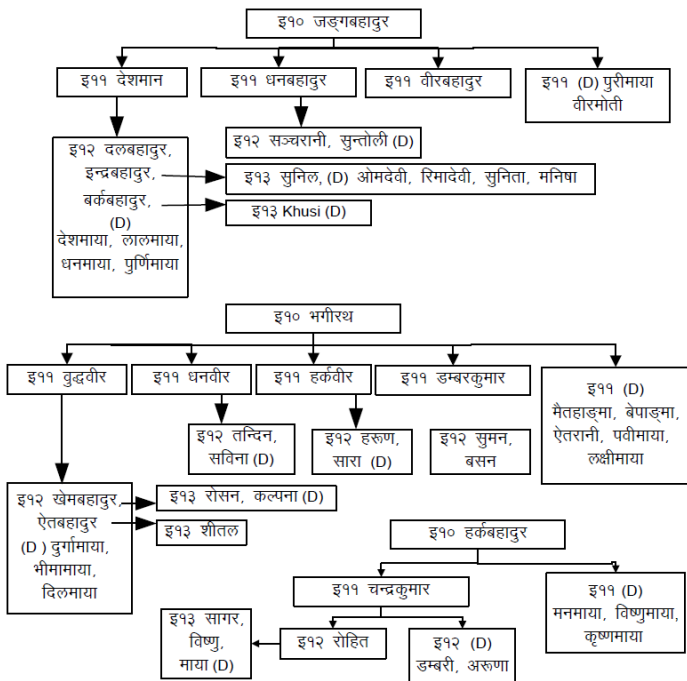 इ१० जङ्गबहादुर
इ११ देशमान
इ११ धनबहादुर
इ११ वीरबहादुर
इ११ (D) पुरीमाया
वीरमोती
इ१२ सञ्चरानी, सुन्तोली (D)
इ१२ दलबहादुर,
इन्द्रबहादुर,
बर्कबहादुर,
(D)
देशमाया, लालमाया,
धनमाया, पुर्णिमाया
इ१३ सुनिल, (D) ओमदेवी, रिमादेवी, सुनिता, मनिषा
इ१३ Khusi (D)
इ१० भगीरथ
इ११ वुद्धवीर
इ११ धनवीर
इ११ हर्कवीर
इ११ डम्बरकुमार
इ११ (D)
मैतहाङ्मा, बेपाङ्मा,
ऐतरानी, पवीमाया,
लक्षीमाया
इ१२ तन्दिन,
सविना (D)
इ१२ हरूण,
सारा (D)
इ१२ सुमन,
बसन
इ१२ खेमबहादुर,
ऐतबहादुर
(D ) दुर्गामाया,
भीमामाया,
दिलमाया
इ१३ रोसन, कल्पना (D)
इ१३ शीतल
इ१० हर्कबहादुर
इ११ चन्द्रकुमार
इ११ (D)
मनमाया, विष्णुमाया,
कृष्णमाया
इ१३ सागर,
विष्णु,
माया (D)
इ१२ रोहित
इ१२ (D)
डम्बरी, अरूणा